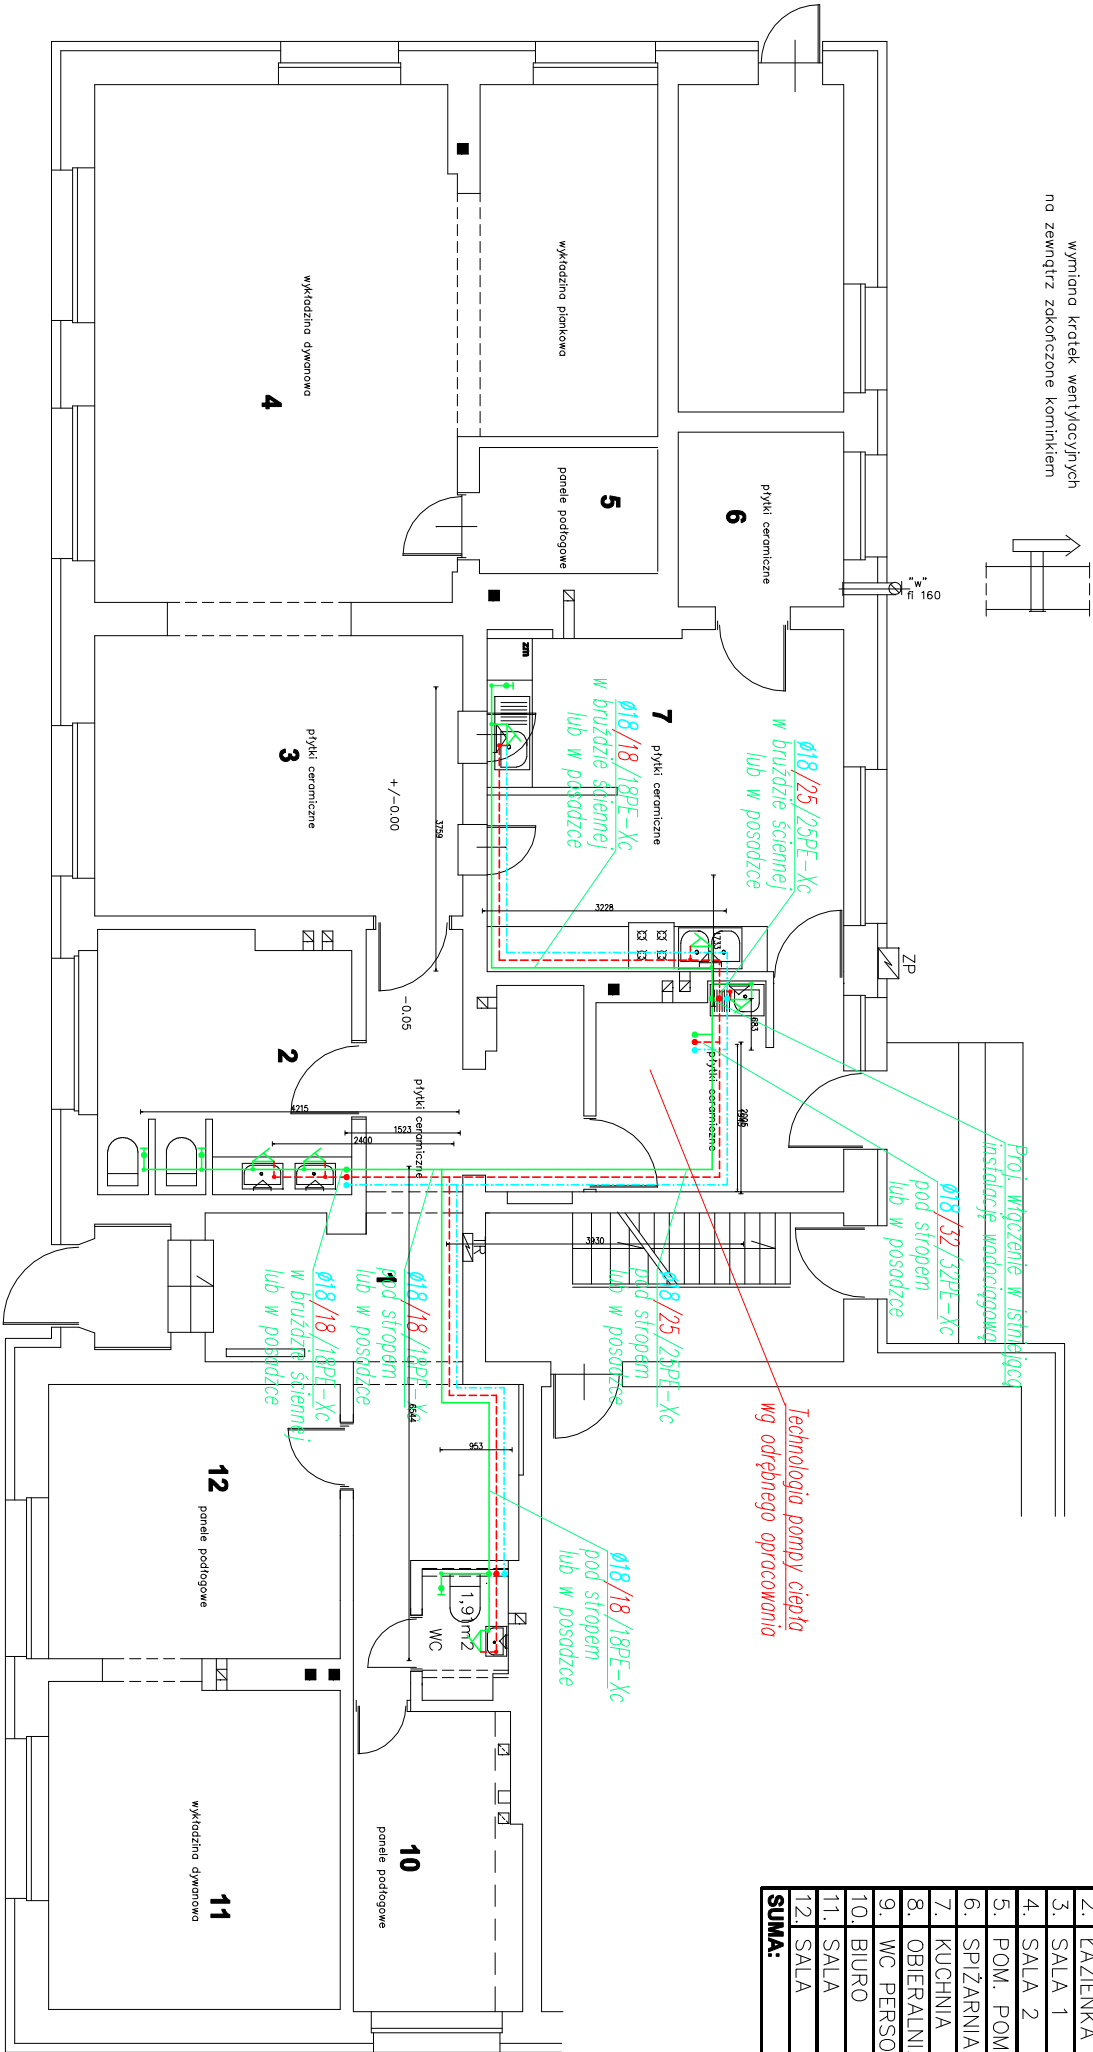 wymiana kratek wentylacyjnych
na zewnątrz zakończone kominkiem
"w"
fi 160
ZP
wykładzina dywanowa
4
wykładzina piankowa
panele podłogowe
5
płytki ceramiczne
6
zm
7
płytki ceramiczne
ø18/18/18PE-Xc
w bruździe ściennej
lub w posadzce
ø18/25/25PE-Xc
w bruździe ściennej
lub w posadzce
płytki ceramiczne
3
+/-0.00
3759
3228
1733
683
-0.05
2
płytki ceramiczne
płytki ceramiczne
4215
1523
2400
Proj. włączenie w istniejącą
instalację wodociągową
ø18/32/32PE-Xc
pod stropem
lub w posadzce
3930
TR
1
ø18/18/18PE-Xc
w bruździe ściennej
lub w posadzce
ø18/18/18PE-Xc
pod stropem
lub w posadzce
ø18/25/25PE-Xc
pod stropem
lub w posadzce
Technologia pompy ciepła
wg odrębnego opracowania
6544
953
ø18/18/18PE-Xc
pod stropem
lub w posadzce
1,91m2
WC
12
panele podłogowe
wykładzina dywanowa
11
10
panele podłogowe
2. ŁAZIENKA
3. SALA 1
4. SALA 2
5. POM. POM
6. SPIŻARNIA
7. KUCHNIA
8. OBIERALNI
9. WC PERSO
10. BIURO
11. SALA
12. SALA
SUMA: